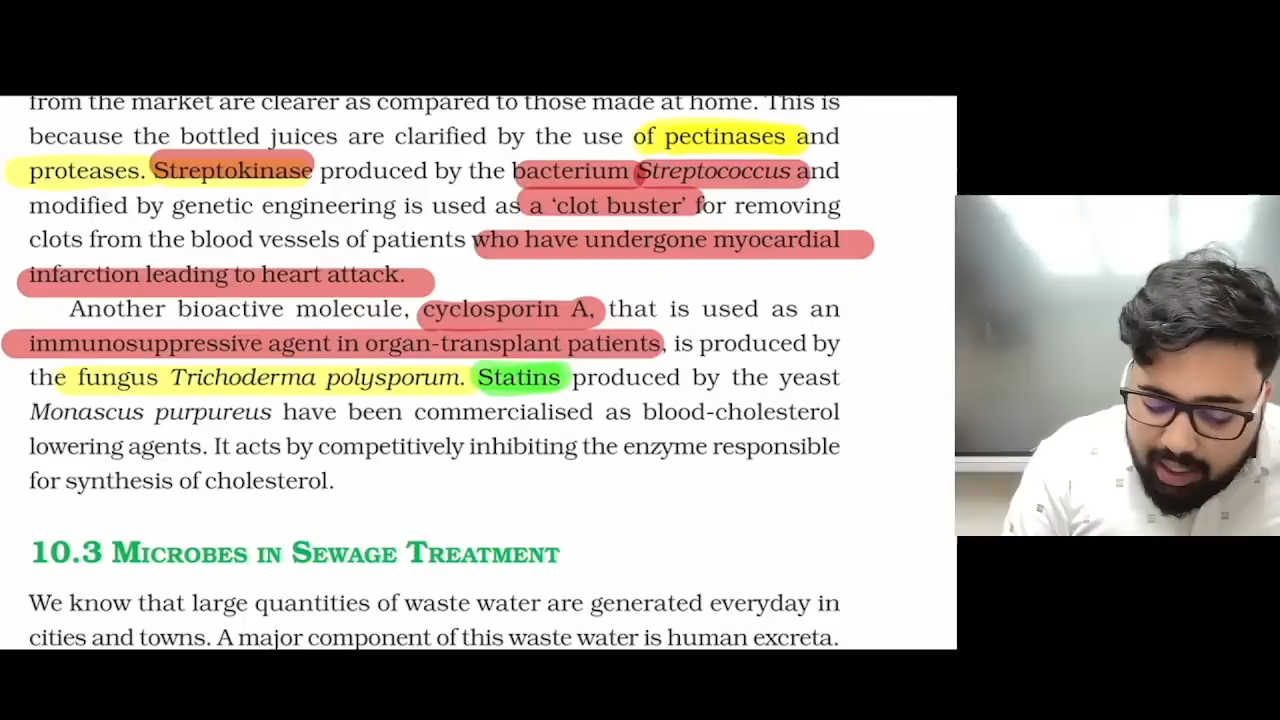 from the market are clearer as compared to those made at home. This is
because the bottled juices are clarified by the use of pectinases and
proteases. Streptokinase produced by the bacterium Streptococcus and
modified by genetic engineering is used as a ‘clot buster’ for removing
clots from the blood vessels of patients who have undergone myocardial
infarction leading to heart attack.
Another bioactive molecule, cyclosporin A, that is used as an
immunosuppressive agent in organ-transplant patients, is produced by
the fungus Trichoderma polysporum. Statins produced by the yeast
Monascus purpureus have been commercialised as blood-cholesterol
lowering agents. It acts by competitively inhibiting the enzyme responsible
for synthesis of cholesterol.
10.3 MICROBES IN SEWAGE TREATMENT
We know that large quantities of waste water are generated everyday in
cities and towns. A major component of this waste water is human excreta.